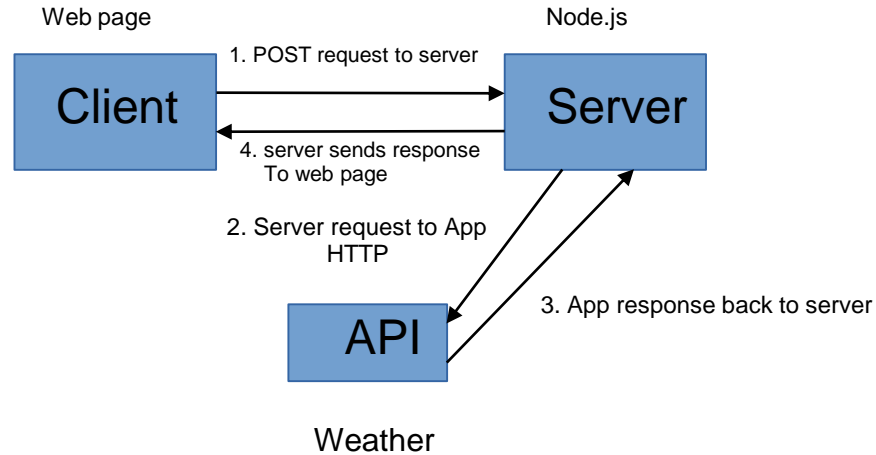 Web page
Node.js
1. POST request to server
Client
Server
4. server sends response
To web page
2. Server request to App
HTTP
3. App response back to server
API
Weather